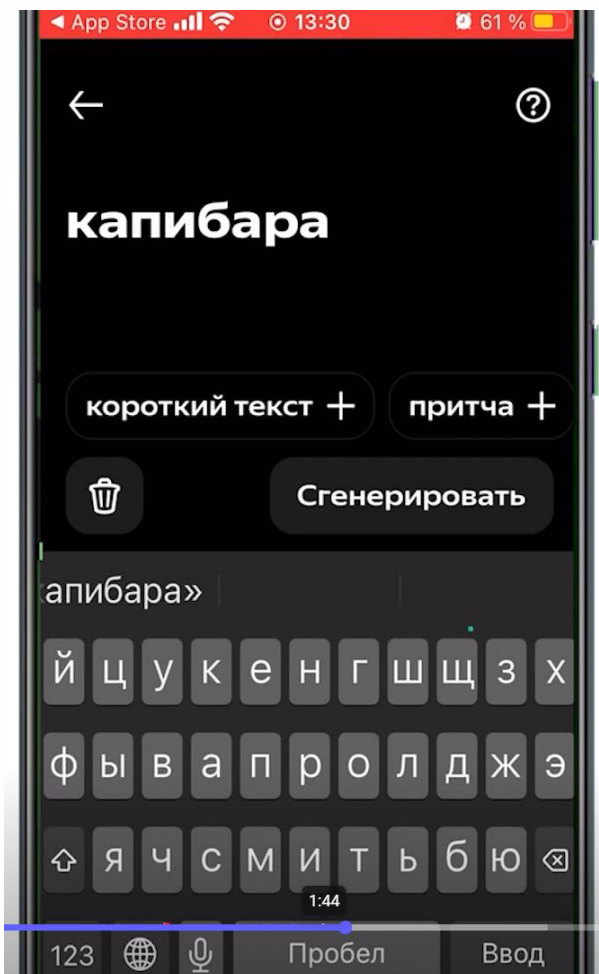 ◀ App Store 13:30 61 %
капибара
короткий текст + притча +
Сгенерировать
апибара»
й ц у к е н г ш щ з х
ф ы в а п р о л д ж э
я ч с м и т ь б ю
1:44
123 Пробел Ввод